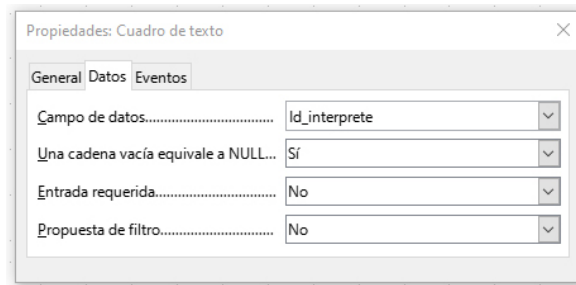 Propiedades: Cuadro de texto
General Datos Eventos
Campo de datos.................................. Id_interprete
Una cadena vacía equivale a NULL... Sí
Entrada requerida................................ No
Propuesta de filtro.............................. No